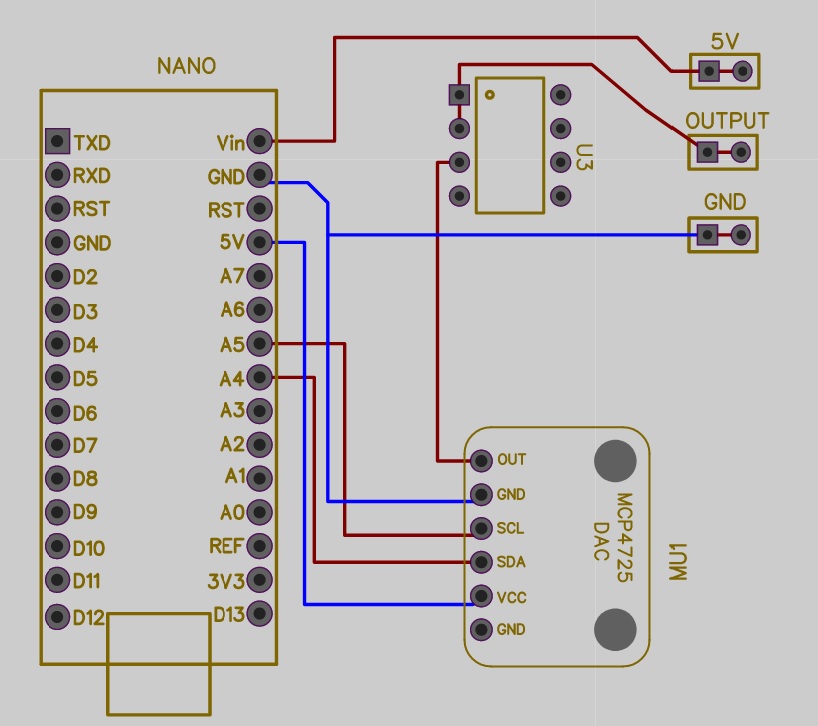 NANO
TXD
RXD
RST
GND
D2
D3
D4
D5
D6
D7
D8
D9
D10
D11
D12
Vin
GND
RST
5V
A7
A6
A5
A4
A3
A2
A1
A0
REF
3V3
D13
U3
5V
OUTPUT
GND
OUT
GND
SCL
SDA
VCC
GND
MCP4725
DAC
MU1